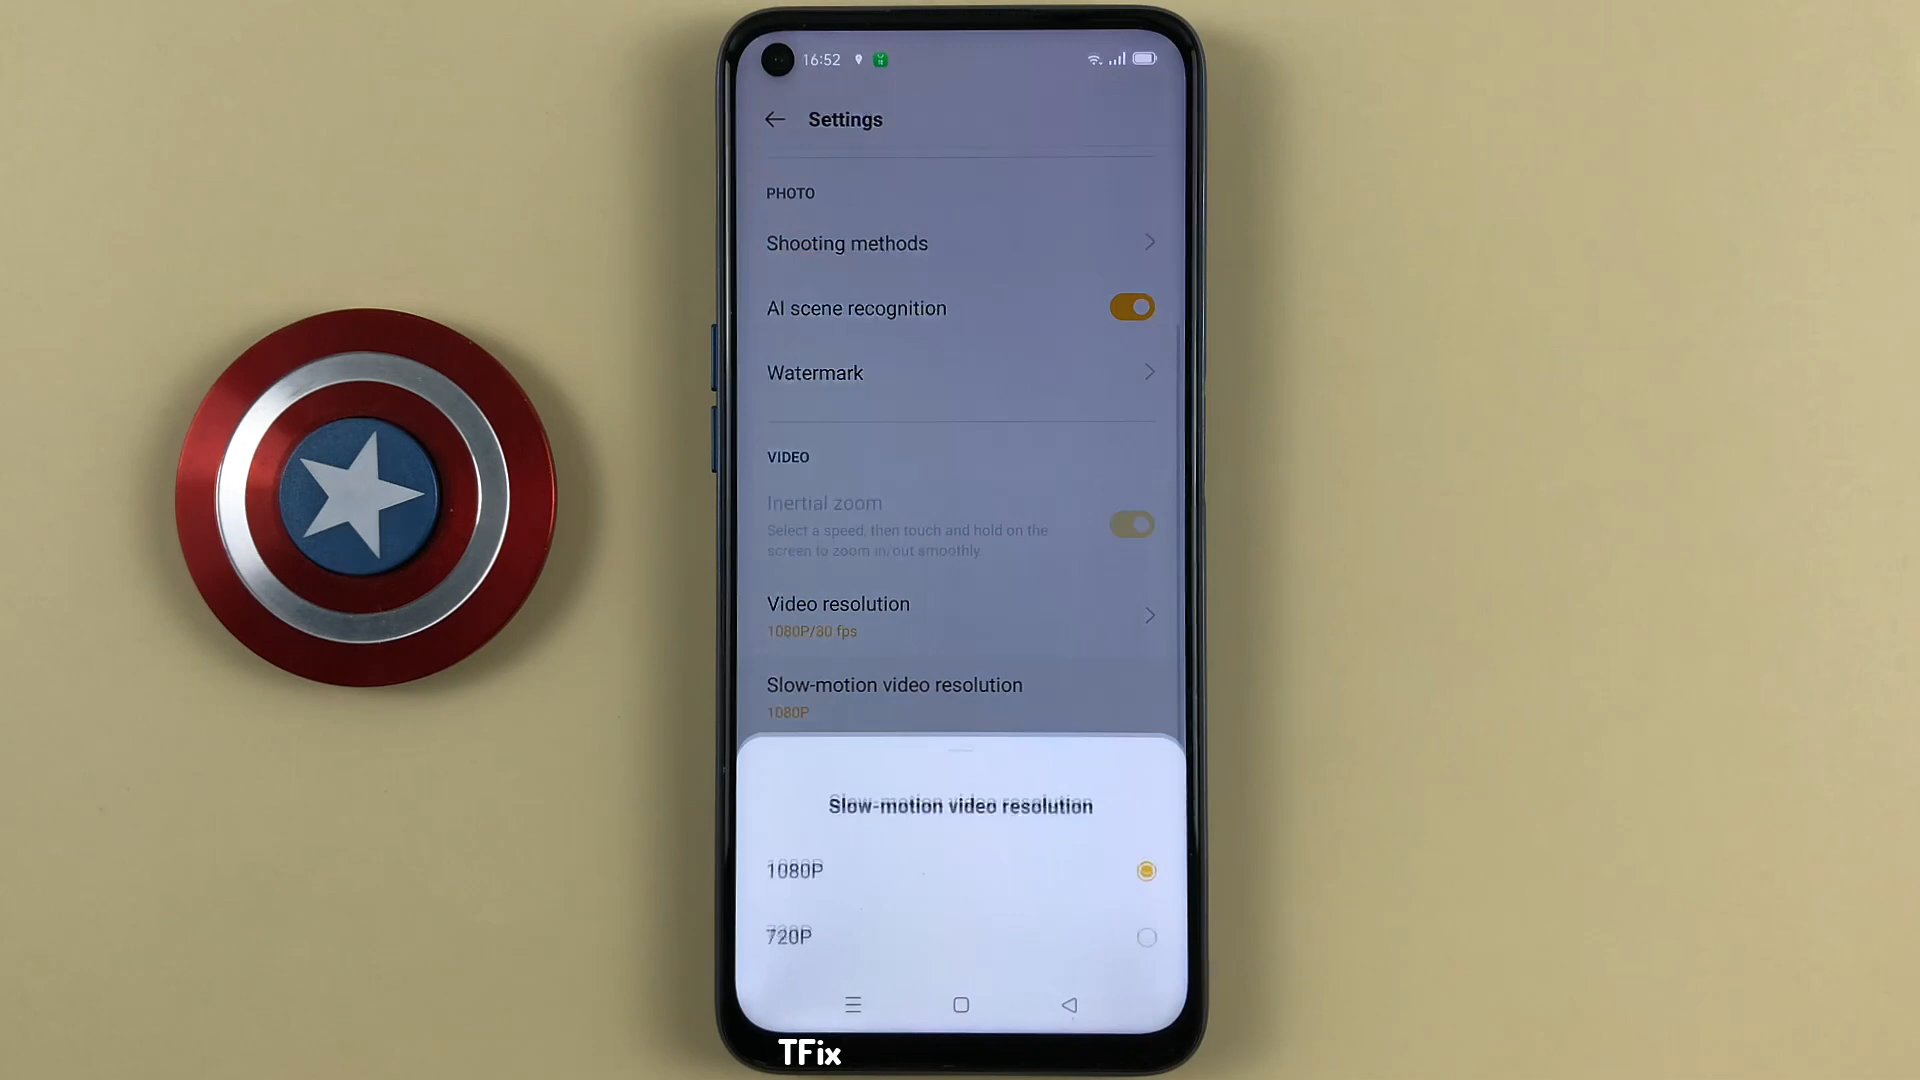 16:52
Settings
PHOTO
Shooting methods
AI scene recognition
Watermark
VIDEO
Inertial zoom
Select a speed, then touch and hold on the
screen to zoom in/out smoothly
Video resolution
1080P/30 fps
Slow-motion video resolution
1080P
Slow-motion video resolution
1080P
720P
TFix